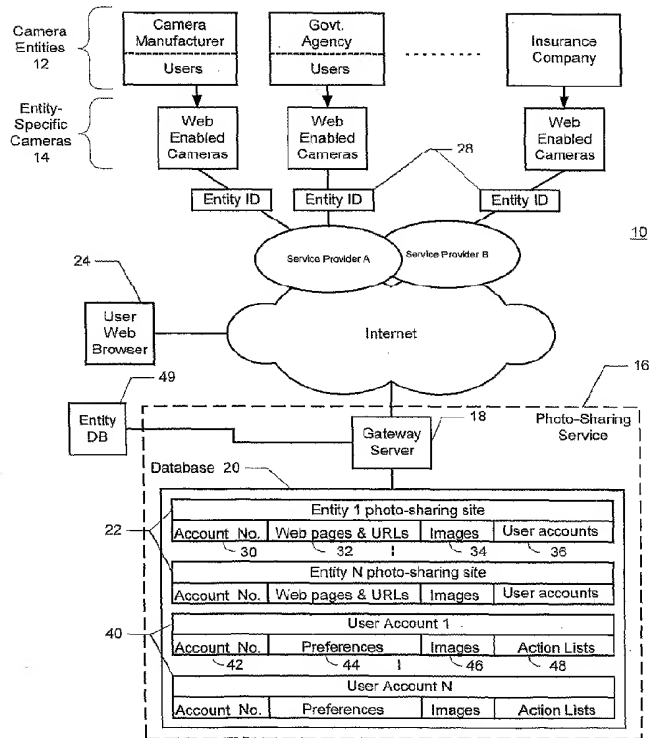 Camera Entities 12
Camera Manufacturer
Users
Govt. Agency
Users
Insurance Company
Entity-Specific Cameras 14
Web Enabled Cameras
Web Enabled Cameras
Web Enabled Cameras
28
Entity ID
Entity ID
Entity ID
10
Service Provider A
Service Provider B
24
User Web Browser
Internet
49
16
Entity DB
18
Gateway Server
Photo-Sharing Service
Database 20
Entity 1 photo-sharing site
22
Account No.
Web pages & URLs
Images
User accounts
30
32
34
36
Entity N photo-sharing site
Account No.
Web pages & URLs
Images
User accounts
40
User Account 1
Account No.
Preferences
Images
Action Lists
42
44
46
48
User Account N
Account No.
Preferences
Images
Action Lists